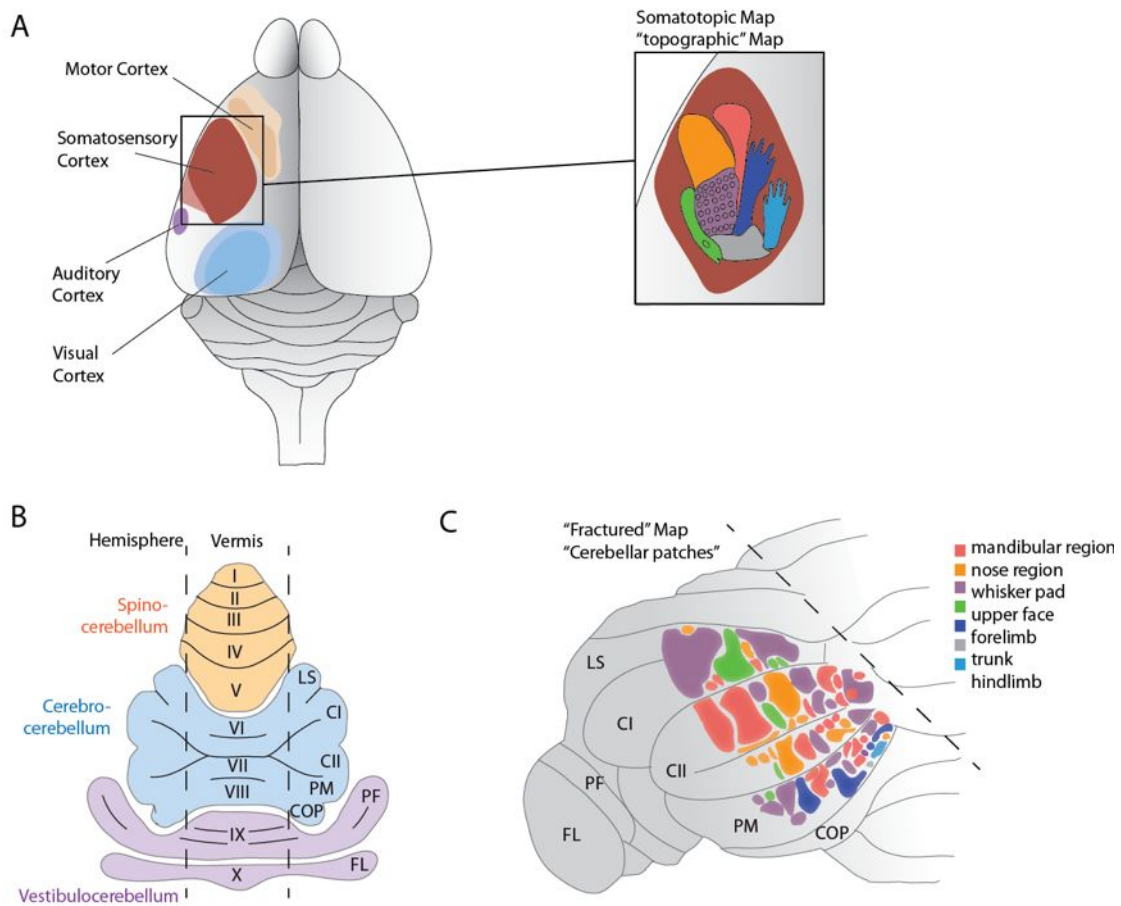 A
Motor Cortex
Somatosensory
Cortex
Auditory
Cortex
Visual
Cortex
Somatotopic Map
“topographic” Map
B
Hemisphere
Vermis
Spino-
cerebellum
Cerebro-
cerebellum
Vestibulocerebellum
I
II
III
IV
V
VI
VII
VIII
IX
X
LS
CI
CII
PM
COP
PF
FL
C
“Fractured” Map
“Cerebellar patches”
LS
CI
CII
PF
FL
PM
COP
mandibular region
nose region
whisker pad
upper face
forelimb
trunk
hindlimb